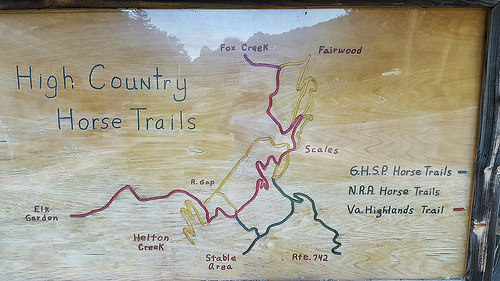 Fox Creek
Fairwood
High Country
Horse Trails
Scales
G.H.S.P. Horse Trails
R. Gap
N.R.A. Horse Trails
Va. Highlands Trail
Elk
Garden
Helton
Creek
Stable
Area
Rte. 742